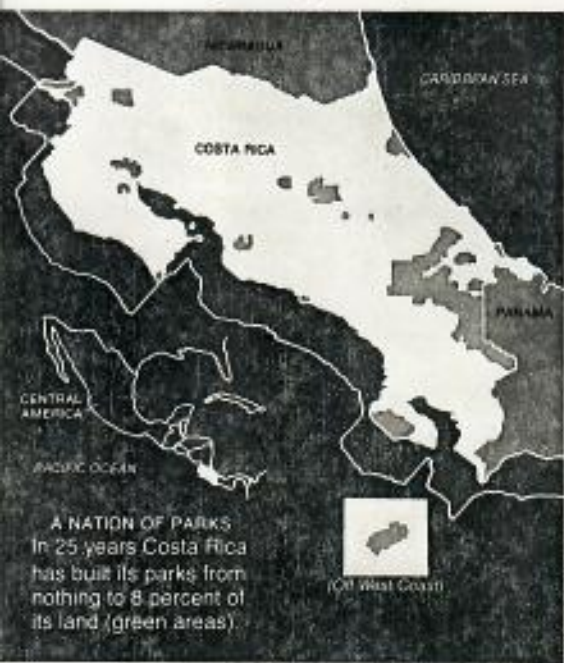 NICARAGUA
CARIBBEAN SEA
COSTA RICA
PANAMA
CENTRAL
AMERICA
PACIFIC OCEAN
A NATION OF PARKS
In 25 years Costa Rica
has built its parks from
nothing to 8 percent of
its land (green areas).
(Off West Coast)